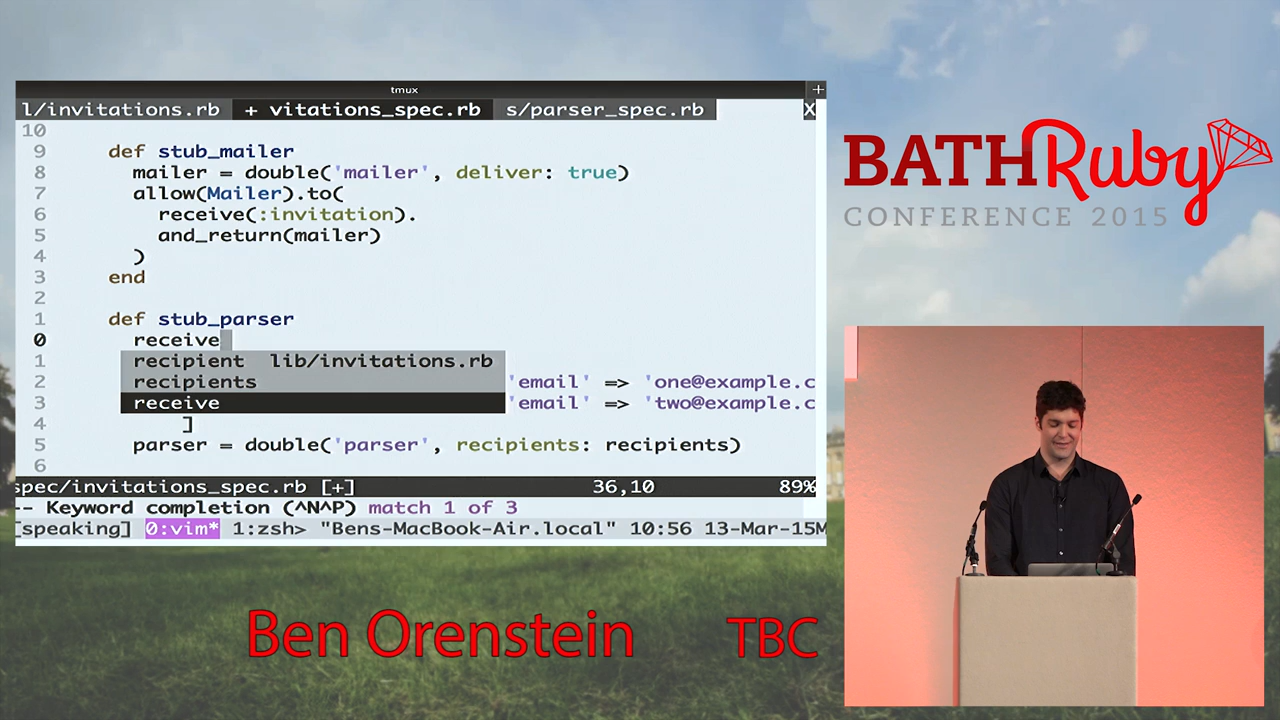 tmux
+
l/invitations.rb + vitations_spec.rb s/parser_spec.rb X
10
9 def stub_mailer
8 mailer = double('mailer', deliver: true)
7 allow(Mailer).to(
6 receive(:invitation).
5 and_return(mailer)
4 )
3 end
2
1 def stub_parser
0 receive
1 recipient lib/invitations.rb
2 recipients 'email' => 'one@example.c
3 receive 'email' => 'two@example.c
4 ]
5 parser = double('parser', recipients: recipients)
6
spec/invitations_spec.rb [+] 36,10 89%
-- Keyword completion (^N^P) match 1 of 3
[speaking] 0:vim* 1:zsh> "Bens-MacBook-Air.local" 10:56 13-Mar-15M
BATHRuby
CONFERENCE 2015
Ben Orenstein TBC